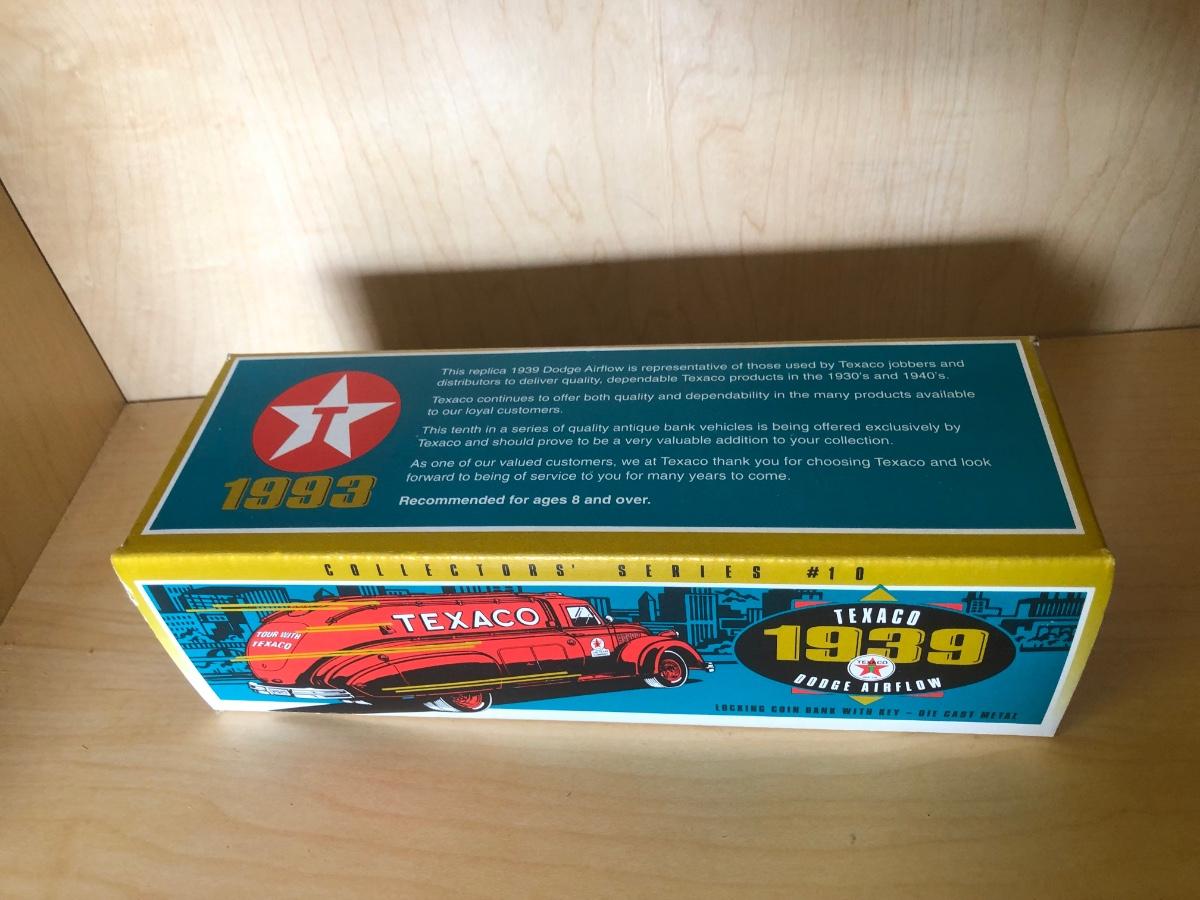 This replica 1939 Dodge Airflow is representative of those used by Texaco jobbers and
distributors to deliver quality, dependable Texaco products in the 1930's and 1940's.
Texaco continues to offer both quality and dependability in the many products available
to our loyal customers.
This tenth in a series of quality antique bank vehicles is being offered exclusively by
Texaco and should prove to be a very valuable addition to your collection.
As one of our valued customers, we at Texaco thank you for choosing Texaco and look
forward to being of service to you for many years to come.
Recommended for ages 8 and over.
T
1993
COLLECTORS' SERIES #10
TOUR WITH
TEXACO
TEXACO
TEXACO
1939
TEXACO
T
DODGE AIRFLOW
LOCKING COIN BANK WITH KEY - DIE CAST METAL